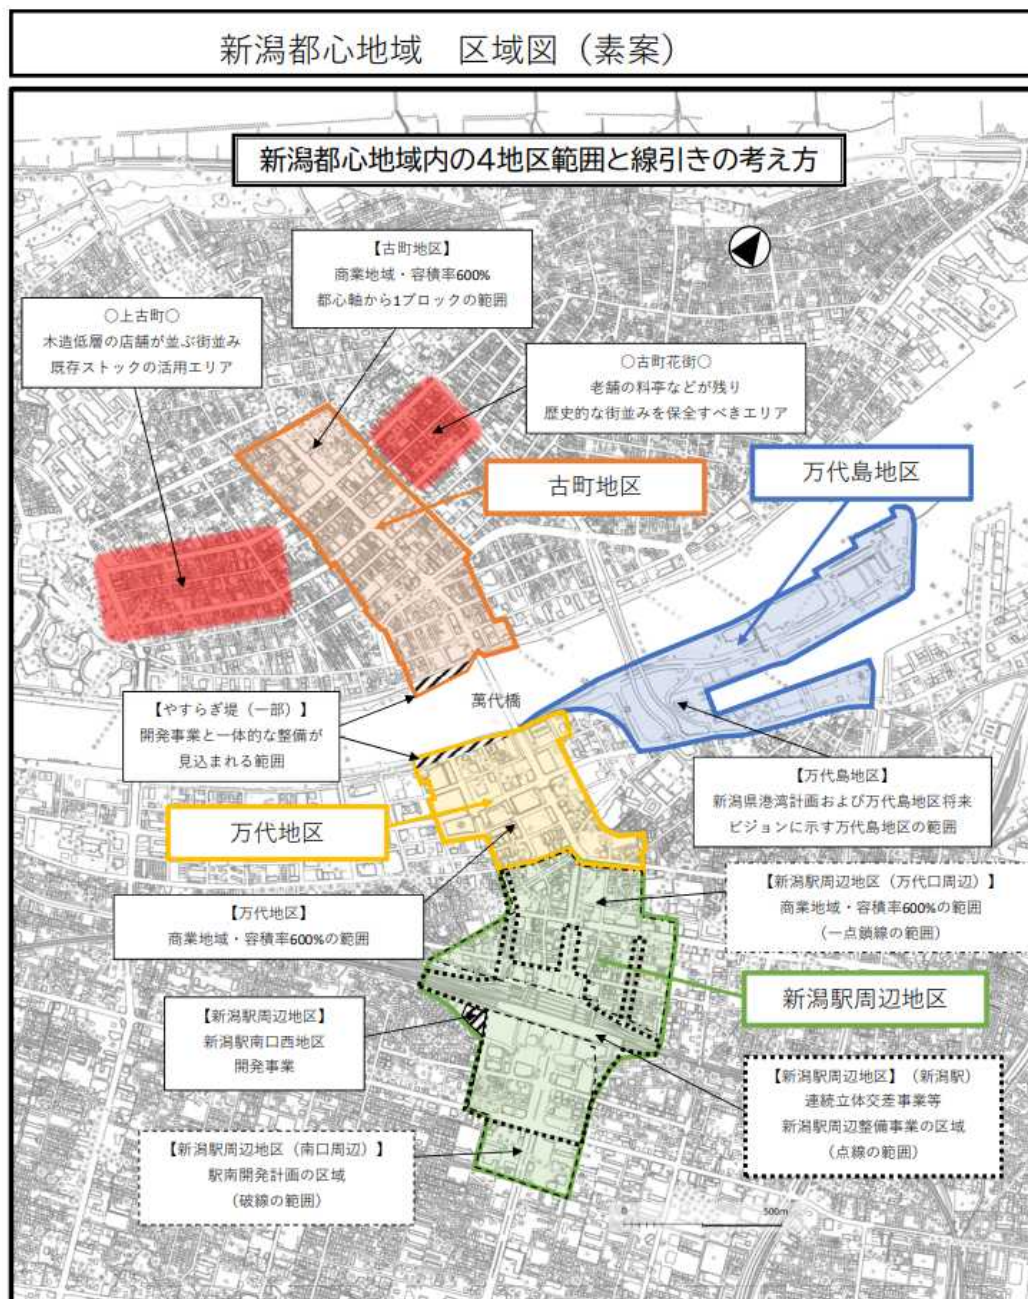 新潟都心地域　区域図（素案）
新潟都心地域内の4地区範囲と線引きの考え方
【古町地区】
商業地域・容積率600%
都心軸から1ブロックの範囲
○上古町○
木造低層の店舗が並ぶ街並み
既存ストックの活用エリア
○古町花街○
老舗の料亭などが残り
歴史的な街並みを保全すべきエリア
古町地区
万代島地区
萬代橋
【やすらぎ堤（一部）】
開発事業と一体的な整備が
見込まれる範囲
【万代島地区】
新潟県港湾計画および万代島地区将来
ビジョンに示す万代島地区の範囲
万代地区
【新潟駅周辺地区（万代口周辺）】
商業地域・容積率600%の範囲
（一点鎖線の範囲）
【万代地区】
商業地域・容積率600%の範囲
新潟駅周辺地区
【新潟駅周辺地区】
新潟駅南口西地区
開発事業
【新潟駅周辺地区】（新潟駅）
連続立体交差事業等
新潟駅周辺整備事業の区域
（点線の範囲）
【新潟駅周辺地区（南口周辺）】
駅南開発計画の区域
（破線の範囲）
0 500m